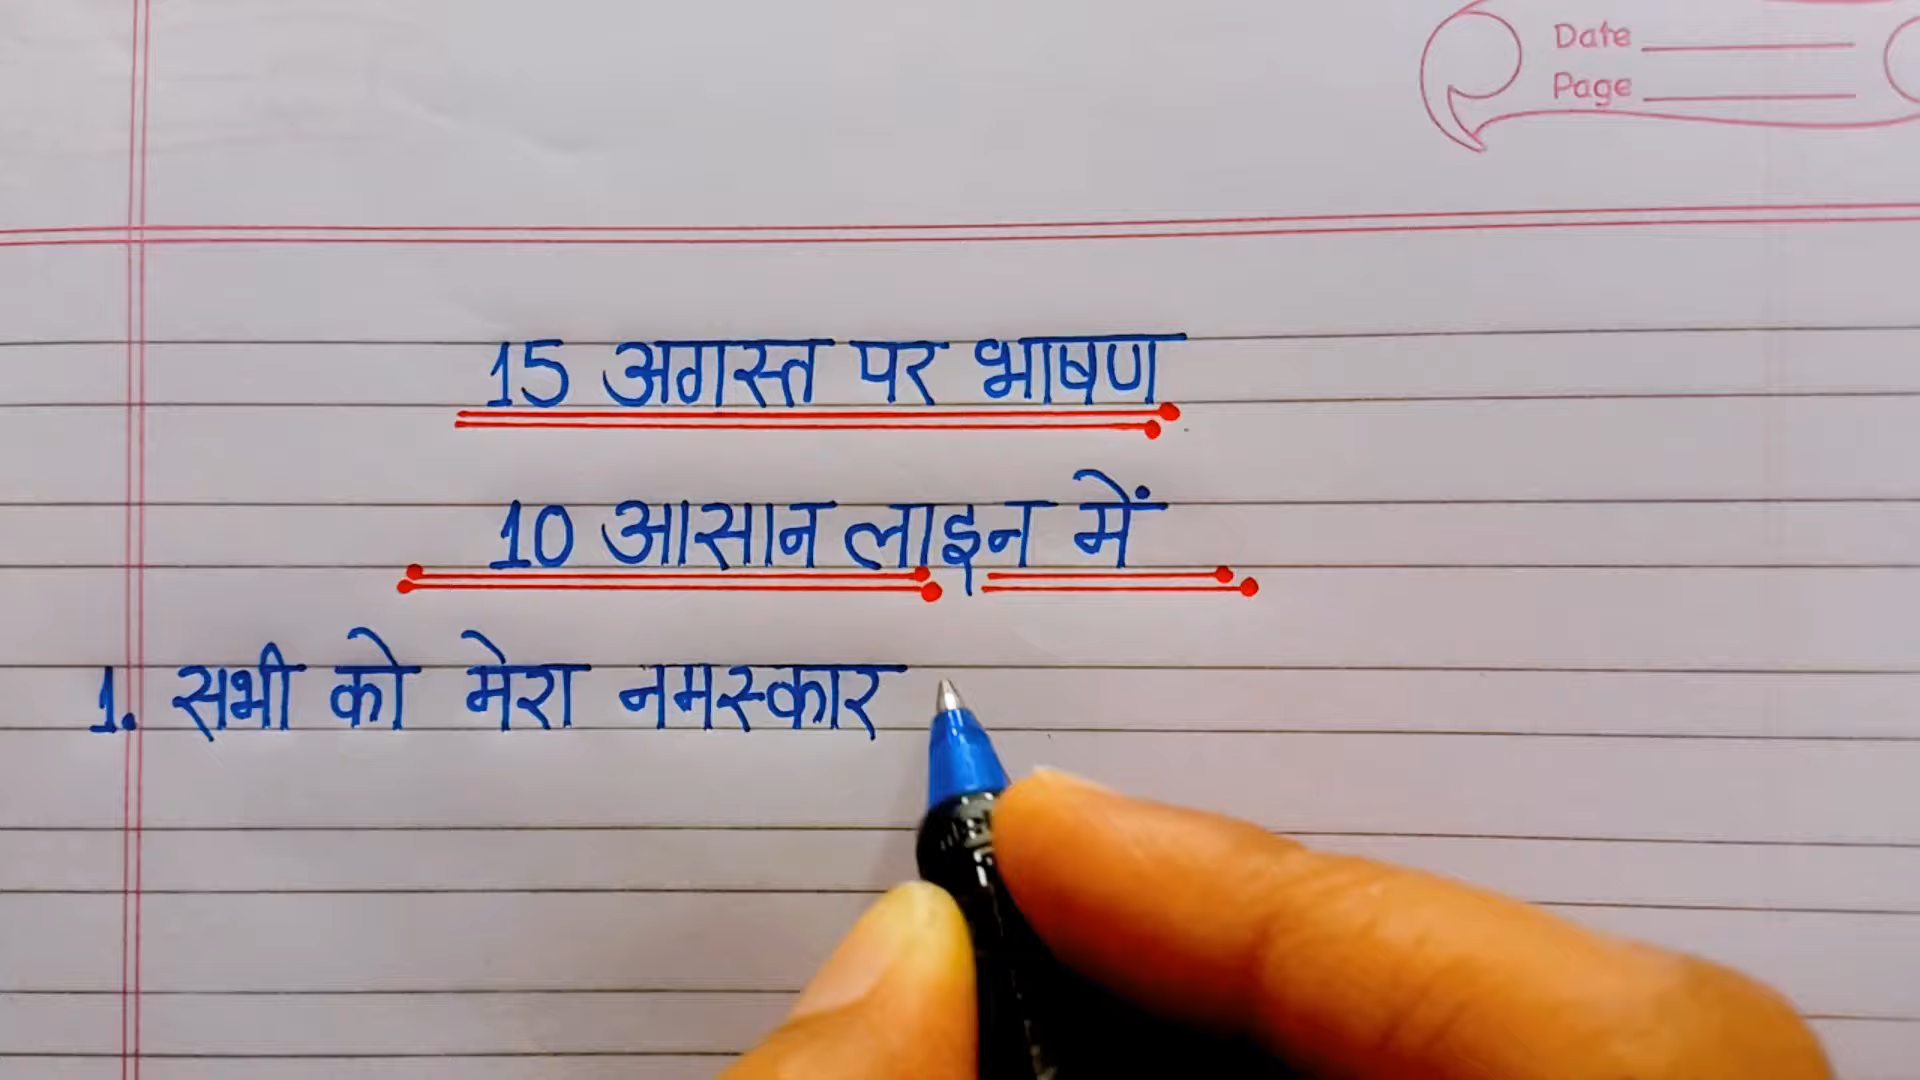 Date
Page
15 अगस्त पर भाषण
10 आसान लाइन में
1. सभी को मेरा नमस्कार